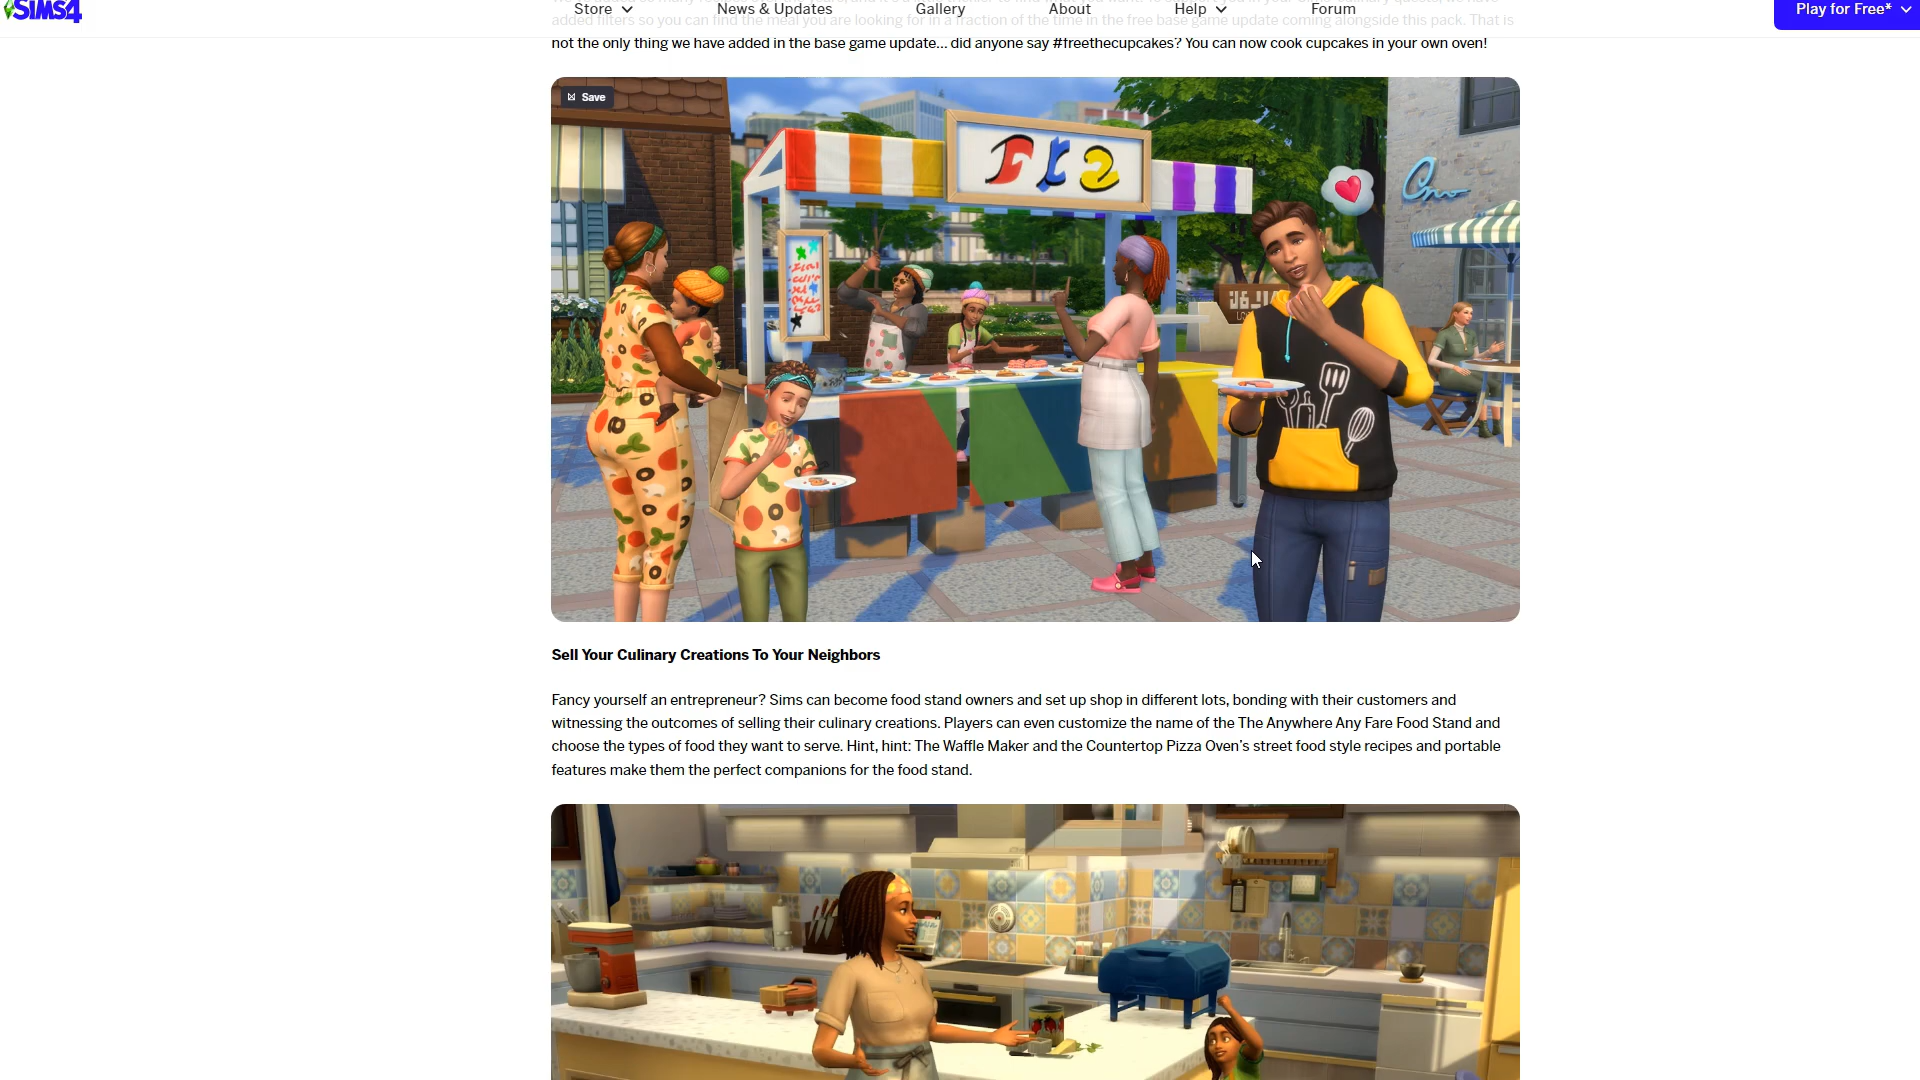 SIMS4
Store
News & Updates
Gallery
About
Help
Forum
Play for Free*
added filters so you can find the meal you are looking for in a fraction of the time in the free base game update coming alongside this pack. That is
not the only thing we have added in the base game update... did anyone say #freethecupcakes? You can now cook cupcakes in your own oven!
Save
Sell Your Culinary Creations To Your Neighbors
Fancy yourself an entrepreneur? Sims can become food stand owners and set up shop in different lots, bonding with their customers and
witnessing the outcomes of selling their culinary creations. Players can even customize the name of the The Anywhere Any Fare Food Stand and
choose the types of food they want to serve. Hint, hint: The Waffle Maker and the Countertop Pizza Oven's street food style recipes and portable
features make them the perfect companions for the food stand.